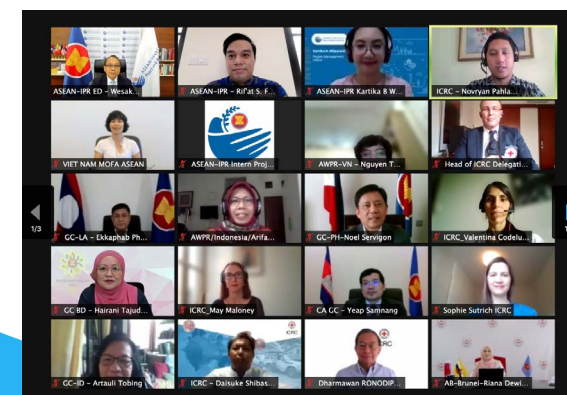 ASEAN-IPR ED - Wesak...
ASEAN-IPR - Rif'at S. F...
ASEAN-IPR Kartika B W...
ICRC - Novryan Pahla...
VIET NAM MOFA ASEAN
ASEAN-IPR Intern Proj...
AWPR-VN - Nguyen T...
Head of ICRC Delegati...
1/3
GC-LA - Ekkaphab Ph...
AWPR/Indonesia/Arifa...
GC-PH-Noel Servigon
ICRC_Valentina Codelu...
GC BD - Hairani Tajud...
ICRC_May Maloney
CA GC - Yeap Samnang
Sophie Sutrich ICRC
ICRC
GC-ID - Artauli Tobing
ICRC - Daisuke Shibas...
Dharmawan RONODIP...
AB-Brunei-Riana Dewi...